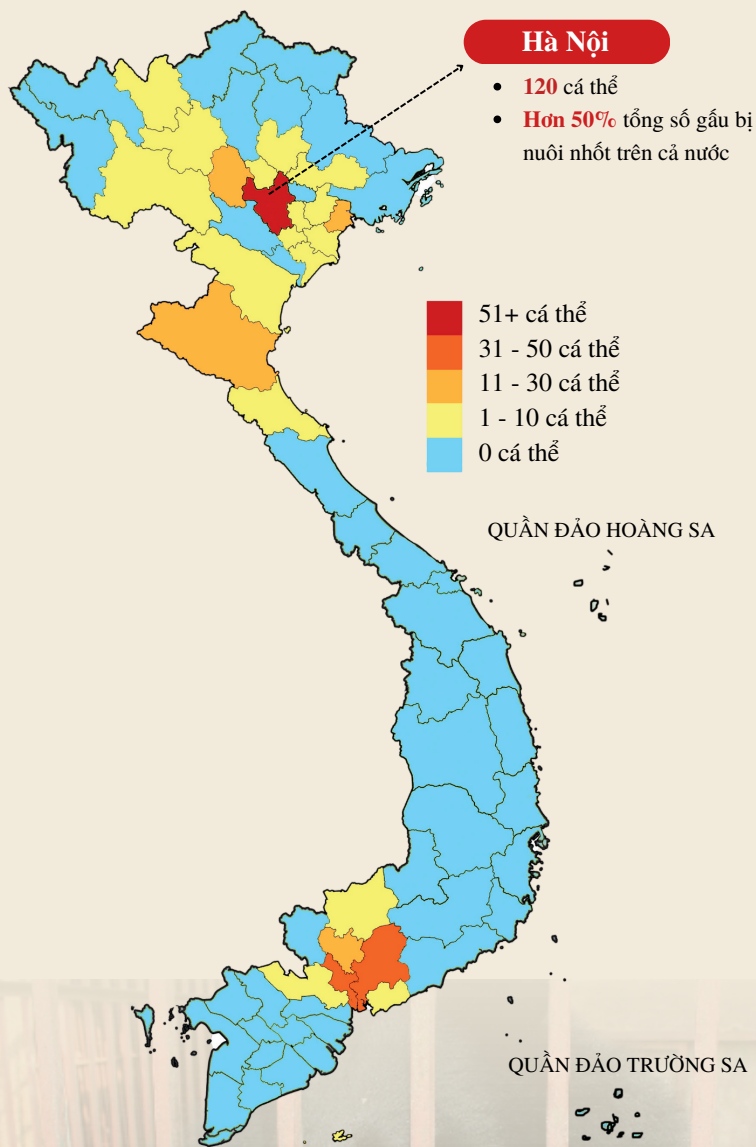 Hà Nội
• 120 cá thể
• Hơn 50% tổng số gấu bị
nuôi nhốt trên cả nước
51+ cá thể
31 - 50 cá thể
11 - 30 cá thể
1 - 10 cá thể
0 cá thể
QUẦN ĐẢO HOÀNG SA
QUẦN ĐẢO TRƯỜNG SA